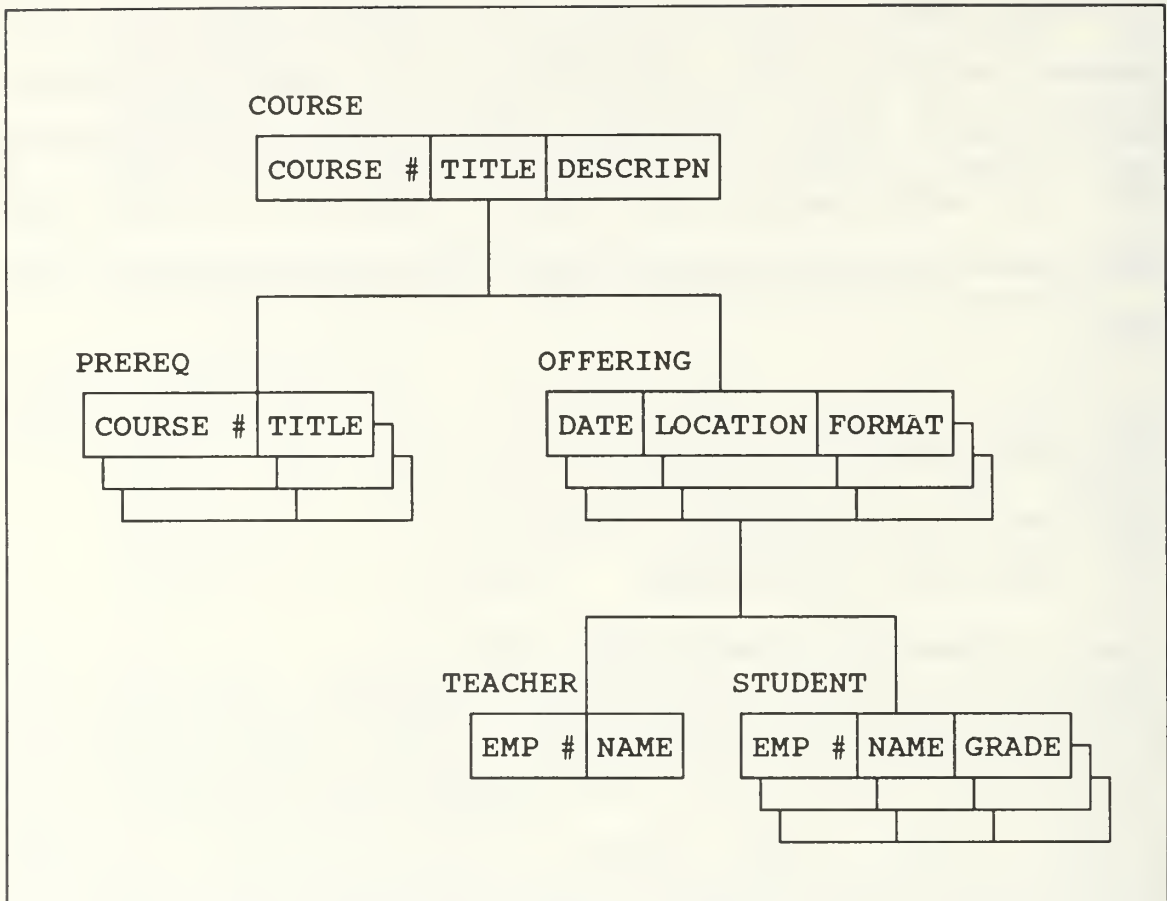 COURSE
COURSE # TITLE DESCRIPN
PREREQ
COURSE # TITLE
OFFERING
DATE LOCATION FORMAT
TEACHER
EMP # NAME
STUDENT
EMP # NAME GRADE